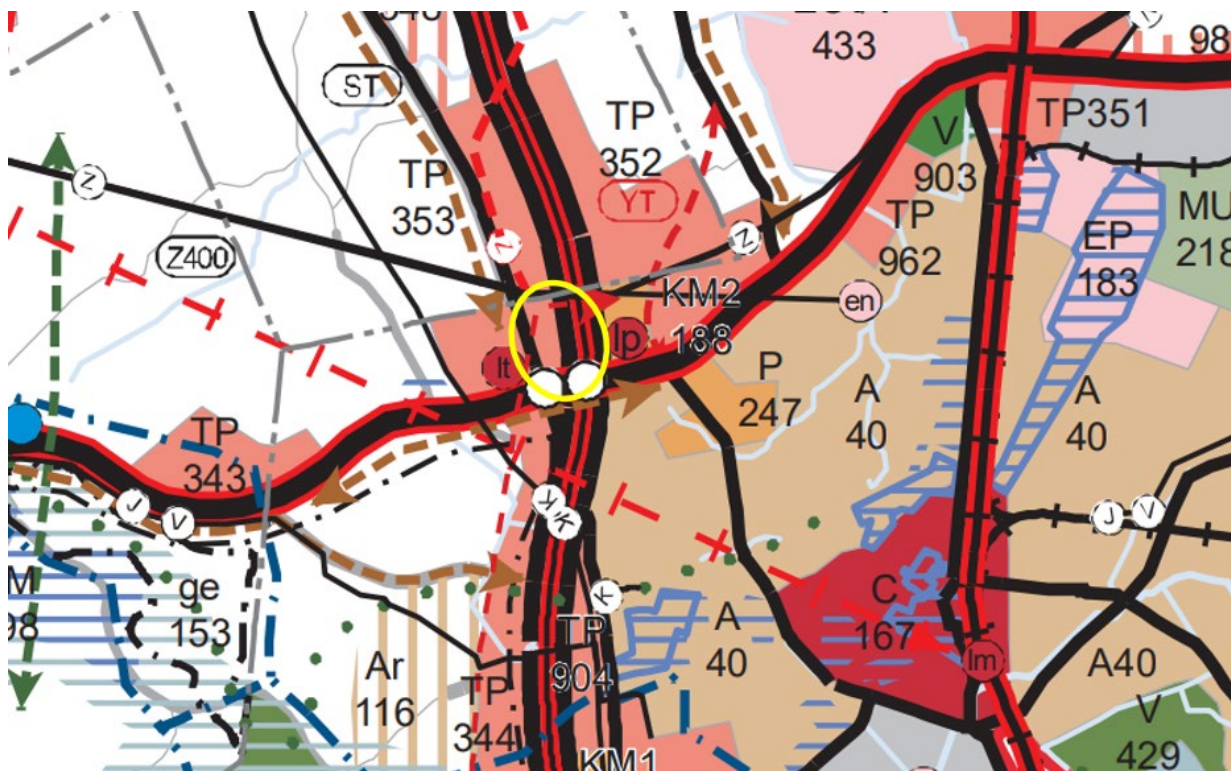 433
98
ST
TP
352
TP351
TP
353
V
903
YT
TP
962
MU
218
EP
183
Z
Z400
Z
Z
KM2
188
en
lp
lt
P
247
A
40
A
40
TP
343
J
V
K
K
J
V
ge
153
M
98
K
C
167
TP
904
A
40
lm
A40
Ar
116
TP
344
V
429
KM1